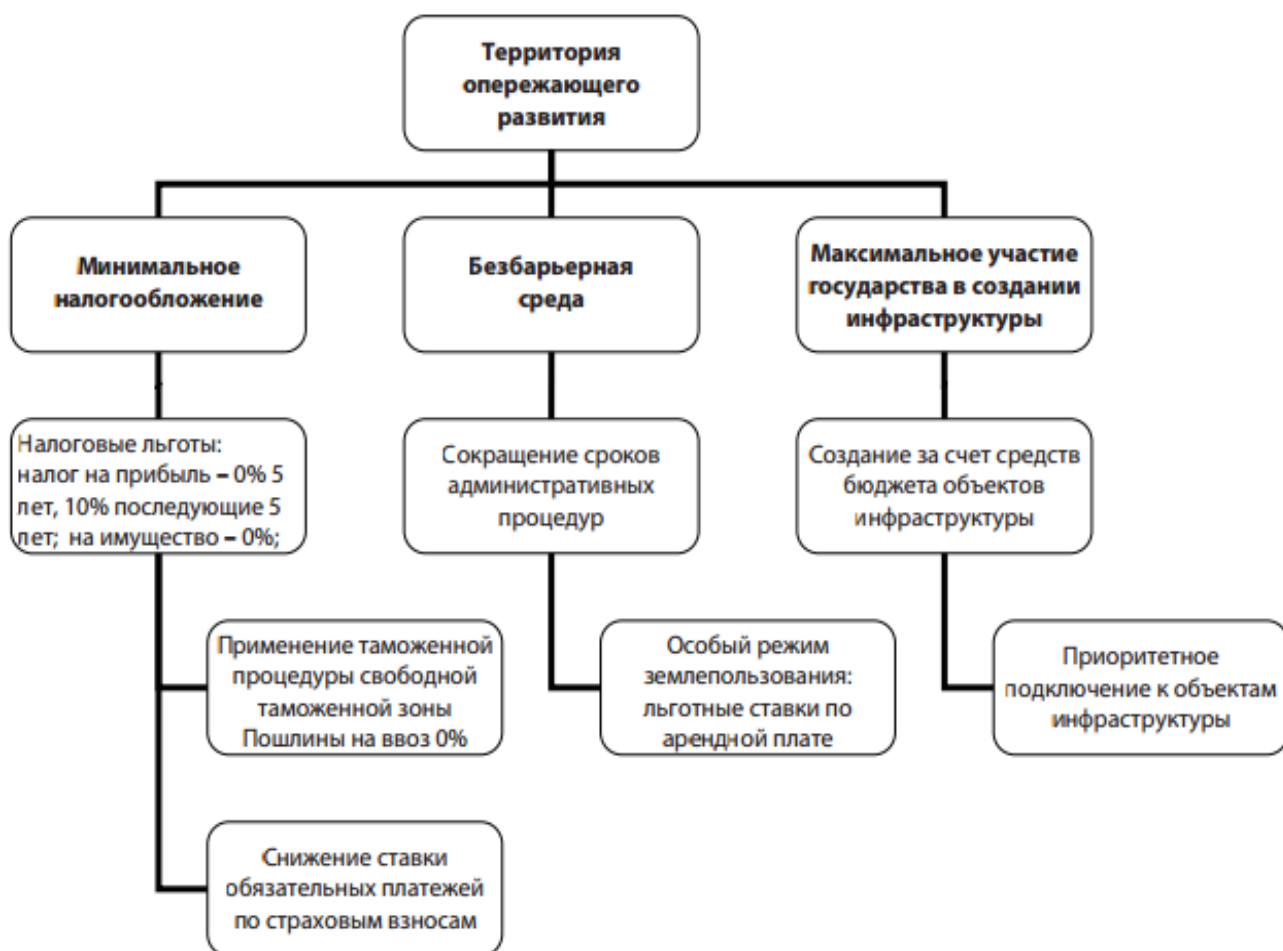 Территория
опережающего
развития
Минимальное
налогообложение
Безбарьерная
среда
Максимальное участие
государства в создании
инфраструктуры
Налоговые льготы:
налог на прибыль – 0% 5
лет, 10% последующие 5
лет; на имущество – 0%;
Сокращение сроков
административных
процедур
Создание за счет средств
бюджета объектов
инфраструктуры
Применение таможенной
процедуры свободной
таможенной зоны
Пошлины на ввоз 0%
Особый режим
землепользования:
льготные ставки по
арендной плате
Приоритетное
подключение к объектам
инфраструктуры
Снижение ставки
обязательных платежей
по страховым взносам